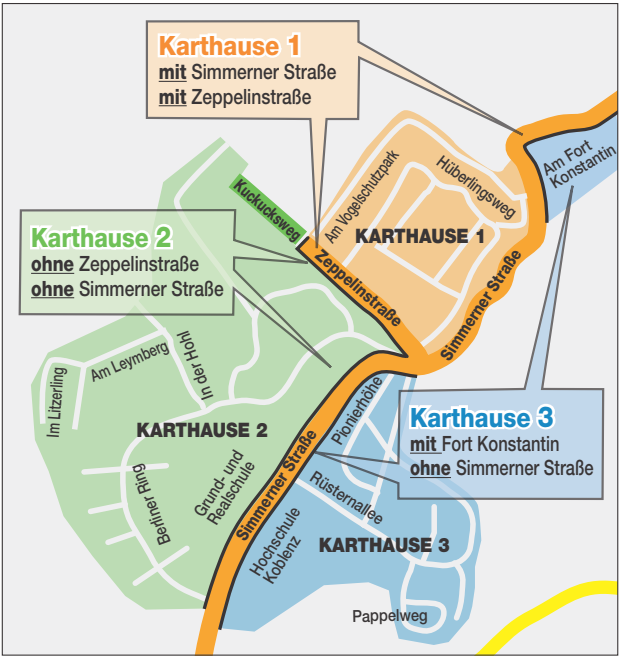 Karthause 1
mit Simmerner Straße
mit Zeppelinstraße
Am Fort
Konstantin
Hüberlingsweg
Am Vogelschutzpark
Kuckucksweg
KARTHAUSE 1
Karthause 2
ohne Zeppelinstraße
ohne Simmerner Straße
Zeppelinstraße
Simmerner Straße
In der Hohl
Am Leymberg
Im Litzerling
Pionierhöhe
Karthause 3
mit Fort Konstantin
ohne Simmerner Straße
KARTHAUSE 2
Grund- und
Realschule
Simmerner Straße
Berliner Ring
Rüsternallee
Hochschule
Koblenz
KARTHAUSE 3
Pappelweg